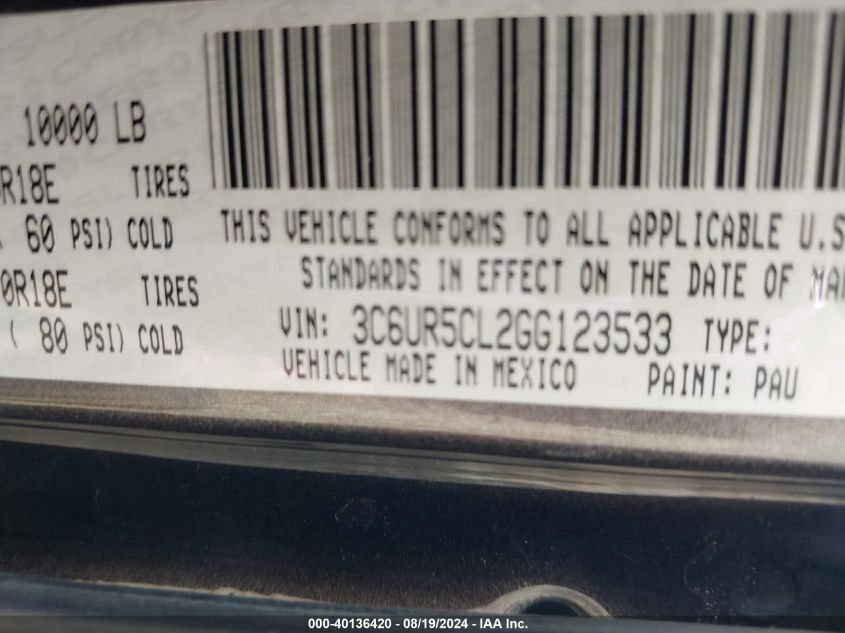 10000 LB
R18E TIRES
60 PSI) COLD
0R18E TIRES
( 80 PSI) COLD
THIS VEHICLE CONFORMS TO ALL APPLICABLE U.S
STANDARDS IN EFFECT ON THE DATE OF MA
VIN: 3C6UR5CL2GG123533 TYPE:
VEHICLE MADE IN MEXICO PAINT: PAU
000-40136420 - 08/19/2024 - IAA Inc.